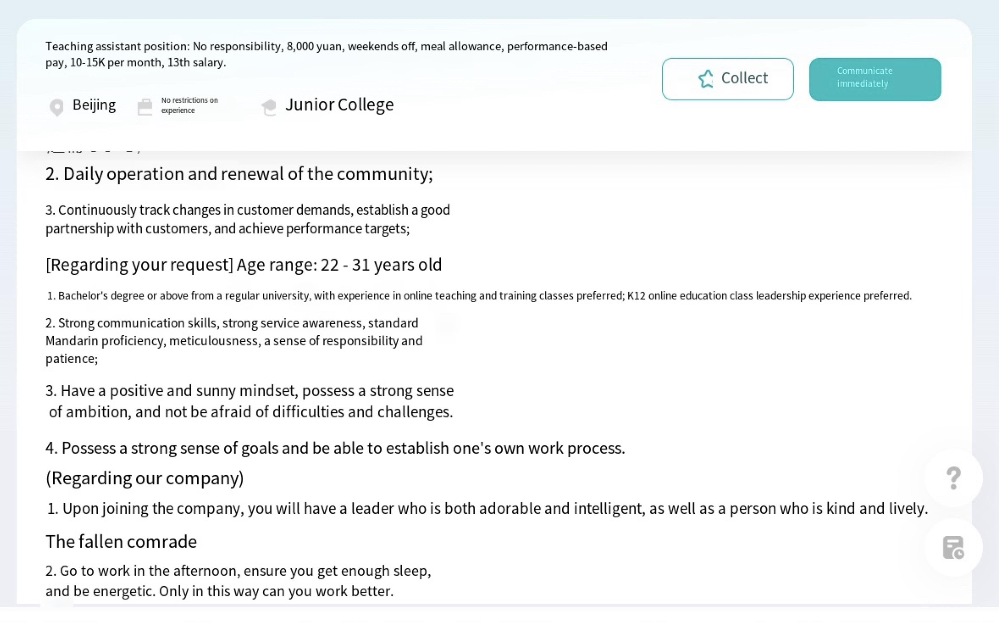 Teaching assistant position: No responsibility, 8,000 yuan, weekends off, meal allowance, performance-based
pay, 10-15K per month, 13th salary.
Collect
Communicate
immediately
Beijing
No restrictions on
experience
Junior College
2. Daily operation and renewal of the community;
3. Continuously track changes in customer demands, establish a good
partnership with customers, and achieve performance targets;
[Regarding your request] Age range: 22 - 31 years old
1. Bachelor's degree or above from a regular university, with experience in online teaching and training classes preferred; K12 online education class leadership experience preferred.
2. Strong communication skills, strong service awareness, standard
Mandarin proficiency, meticulousness, a sense of responsibility and
patience;
3. Have a positive and sunny mindset, possess a strong sense
of ambition, and not be afraid of difficulties and challenges.
4. Possess a strong sense of goals and be able to establish one's own work process.
(Regarding our company)
1. Upon joining the company, you will have a leader who is both adorable and intelligent, as well as a person who is kind and lively.
The fallen comrade
2. Go to work in the afternoon, ensure you get enough sleep,
and be energetic. Only in this way can you work better.